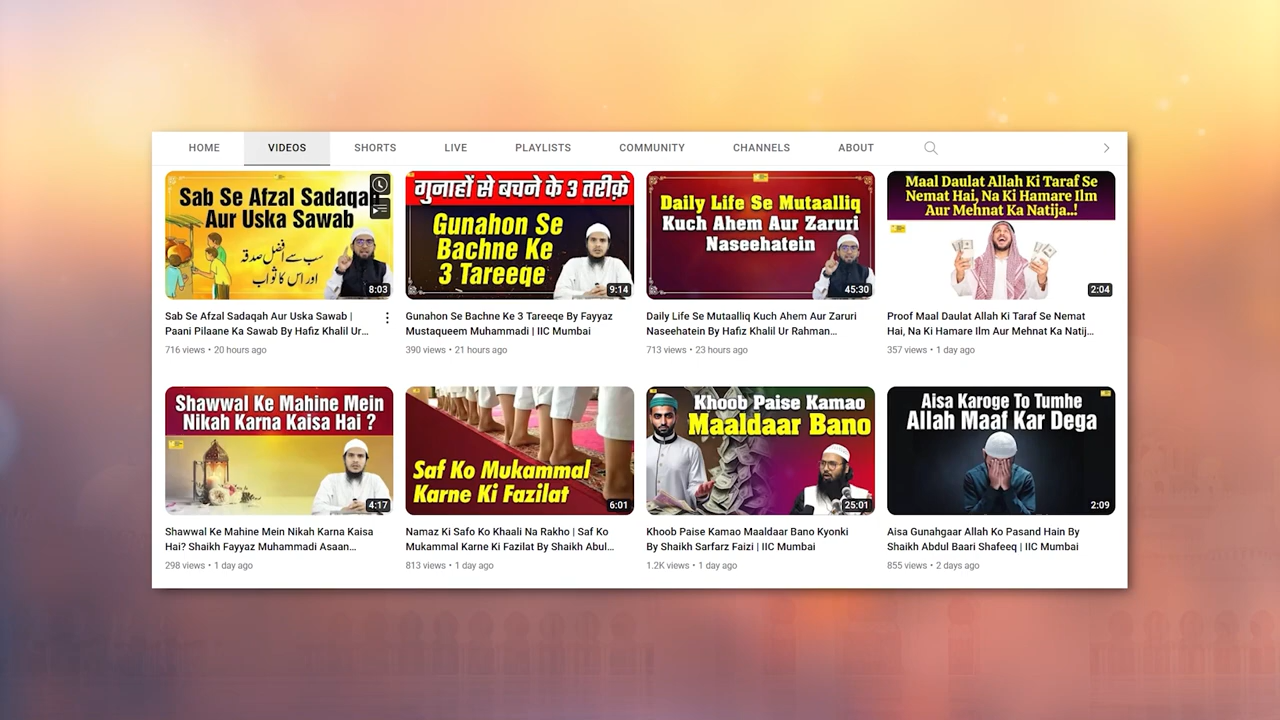 HOME VIDEOS SHORTS LIVE PLAYLISTS COMMUNITY CHANNELS ABOUT
Sab Se Afzal Sadaqah
Aur Uska Sawab
سب سے افضل صدقہ
اور اس کا ثواب
8:03
गुनाहों से बचने के 3 तरीक़े
Gunahon Se
Bachne Ke
3 Tareeqe
9:14
Daily Life Se Mutaalliq
Kuch Ahem Aur Zaruri
Naseehatein
45:30
Maal Daulat Allah Ki Taraf Se
Nemat Hai, Na Ki Hamare Ilm
Aur Mehnat Ka Natija..!
2:04
Sab Se Afzal Sadaqah Aur Uska Sawab |
Paani Pilaane Ka Sawab By Hafiz Khalil Ur...
716 views • 20 hours ago
Gunahon Se Bachne Ke 3 Tareeqe By Fayyaz
Mustaqueem Muhammadi | IIC Mumbai
390 views • 21 hours ago
Daily Life Se Mutaalliq Kuch Ahem Aur Zaruri
Naseehatein By Hafiz Khalil Ur Rahman...
713 views • 23 hours ago
Proof Maal Daulat Allah Ki Taraf Se Nemat
Hai, Na Ki Hamare Ilm Aur Mehnat Ka Natij...
357 views • 1 day ago
Shawwal Ke Mahine Mein
Nikah Karna Kaisa Hai ?
4:17
Saf Ko Mukammal
Karne Ki Fazilat
6:01
Khoob Paise Kamao
Maaldaar Bano
25:01
Aisa Karoge To Tumhe
Allah Maaf Kar Dega
2:09
Shawwal Ke Mahine Mein Nikah Karna Kaisa
Hai? Shaikh Fayyaz Muhammadi Asaan...
298 views • 1 day ago
Namaz Ki Safo Ko Khaali Na Rakho | Saf Ko
Mukammal Karne Ki Fazilat By Shaikh Abul...
813 views • 1 day ago
Khoob Paise Kamao Maaldaar Bano Kyonki
By Shaikh Sarfarz Faizi | IIC Mumbai
1.2K views • 1 day ago
Aisa Gunahgaar Allah Ko Pasand Hain By
Shaikh Abdul Baari Shafeeq | IIC Mumbai
855 views • 2 days ago